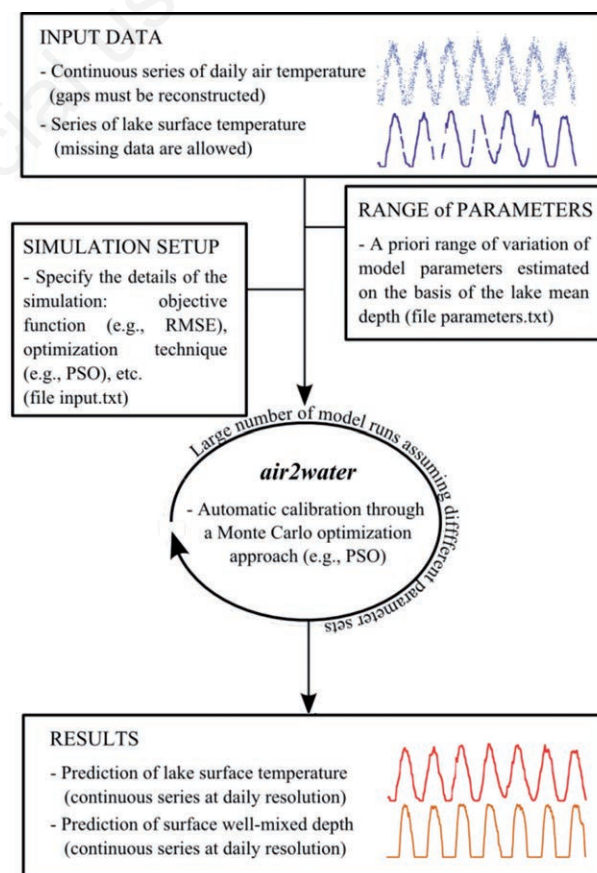 cial us
INPUT DATA
- Continuous series of daily air temperature
(gaps must be reconstructed)
- Series of lake surface temperature
(missing data are allowed)
RANGE of PARAMETERS
- A priori range of variation of
model parameters estimated
on the basis of the lake mean
depth (file parameters.txt)
SIMULATION SETUP
- Specify the details of the
simulation: objective
function (e.g., RMSE),
optimization technique
(e.g., PSO), etc.
(file input.txt)
Large number of model runs assuming diffferent parameter sets
air2water
- Automatic calibration through
a Monte Carlo optimization
approach (e.g., PSO)
RESULTS
- Prediction of lake surface temperature
(continuous series at daily resolution)
- Prediction of surface well-mixed depth
(continuous series at daily resolution)